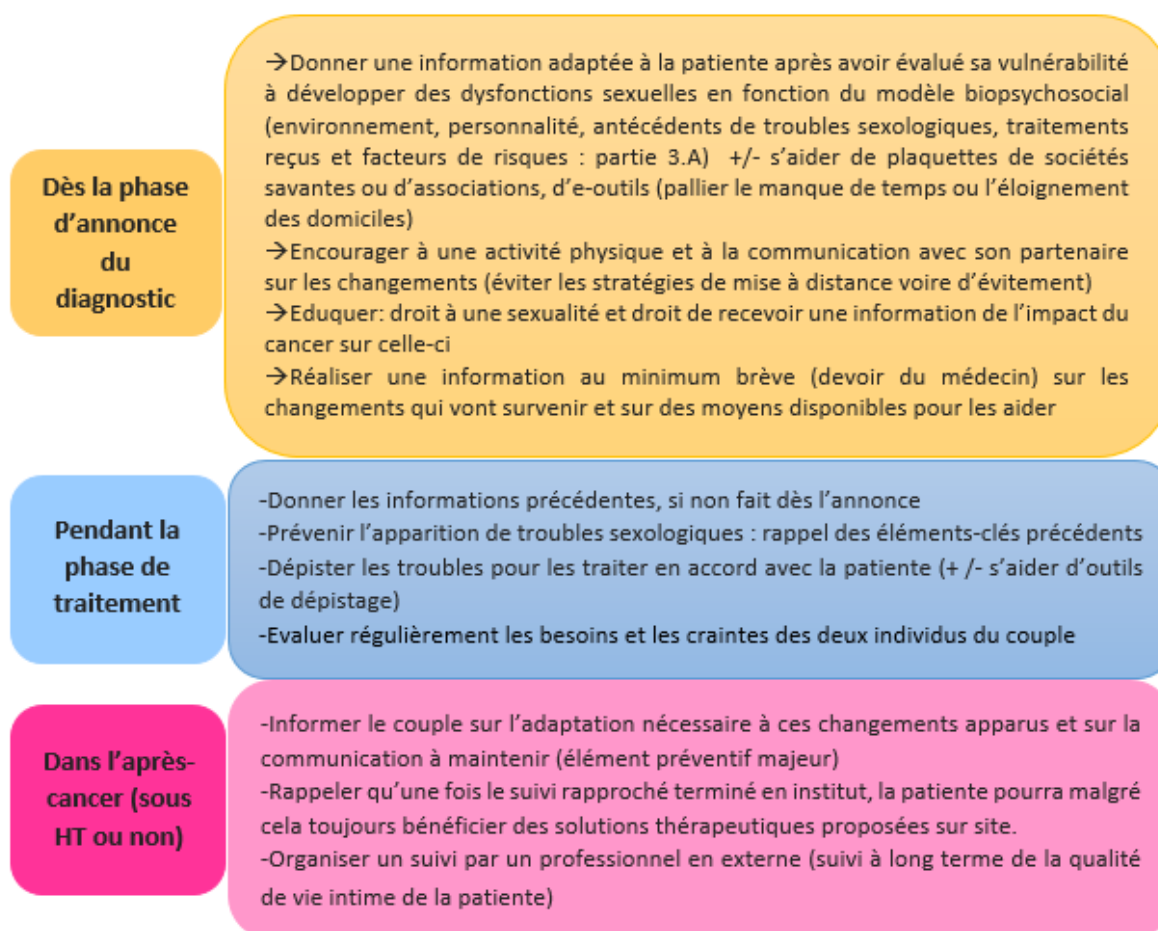 Dès la phase
d’annonce
du
diagnostic
→Donner une information adaptée à la patiente après avoir évalué sa vulnérabilité
à développer des dysfonctions sexuelles en fonction du modèle biopsychosocial
(environnement, personnalité, antécédents de troubles sexologiques, traitements
reçus et facteurs de risques : partie 3.A) +/- s’aider de plaquettes de sociétés
savantes ou d’associations, d’e-outils (pallier le manque de temps ou l’éloignement
des domiciles)
→Encourager à une activité physique et à la communication avec son partenaire
sur les changements (éviter les stratégies de mise à distance voire d’évitement)
→Eduquer: droit à une sexualité et droit de recevoir une information de l’impact du
cancer sur celle-ci
→Réaliser une information au minimum brève (devoir du médecin) sur les
changements qui vont survenir et sur des moyens disponibles pour les aider
Pendant la
phase de
traitement
-Donner les informations précédentes, si non fait dès l’annonce
-Prévenir l’apparition de troubles sexologiques : rappel des éléments-clés précédents
-Dépister les troubles pour les traiter en accord avec la patiente (+ /- s’aider d’outils
de dépistage)
-Evaluer régulièrement les besoins et les craintes des deux individus du couple
Dans l’après-
cancer (sous
HT ou non)
-Informer le couple sur l’adaptation nécessaire à ces changements apparus et sur la
communication à maintenir (élément préventif majeur)
-Rappeler qu’une fois le suivi rapproché terminé en institut, la patiente pourra malgré
cela toujours bénéficier des solutions thérapeutiques proposées sur site.
-Organiser un suivi par un professionnel en externe (suivi à long terme de la qualité
de vie intime de la patiente)